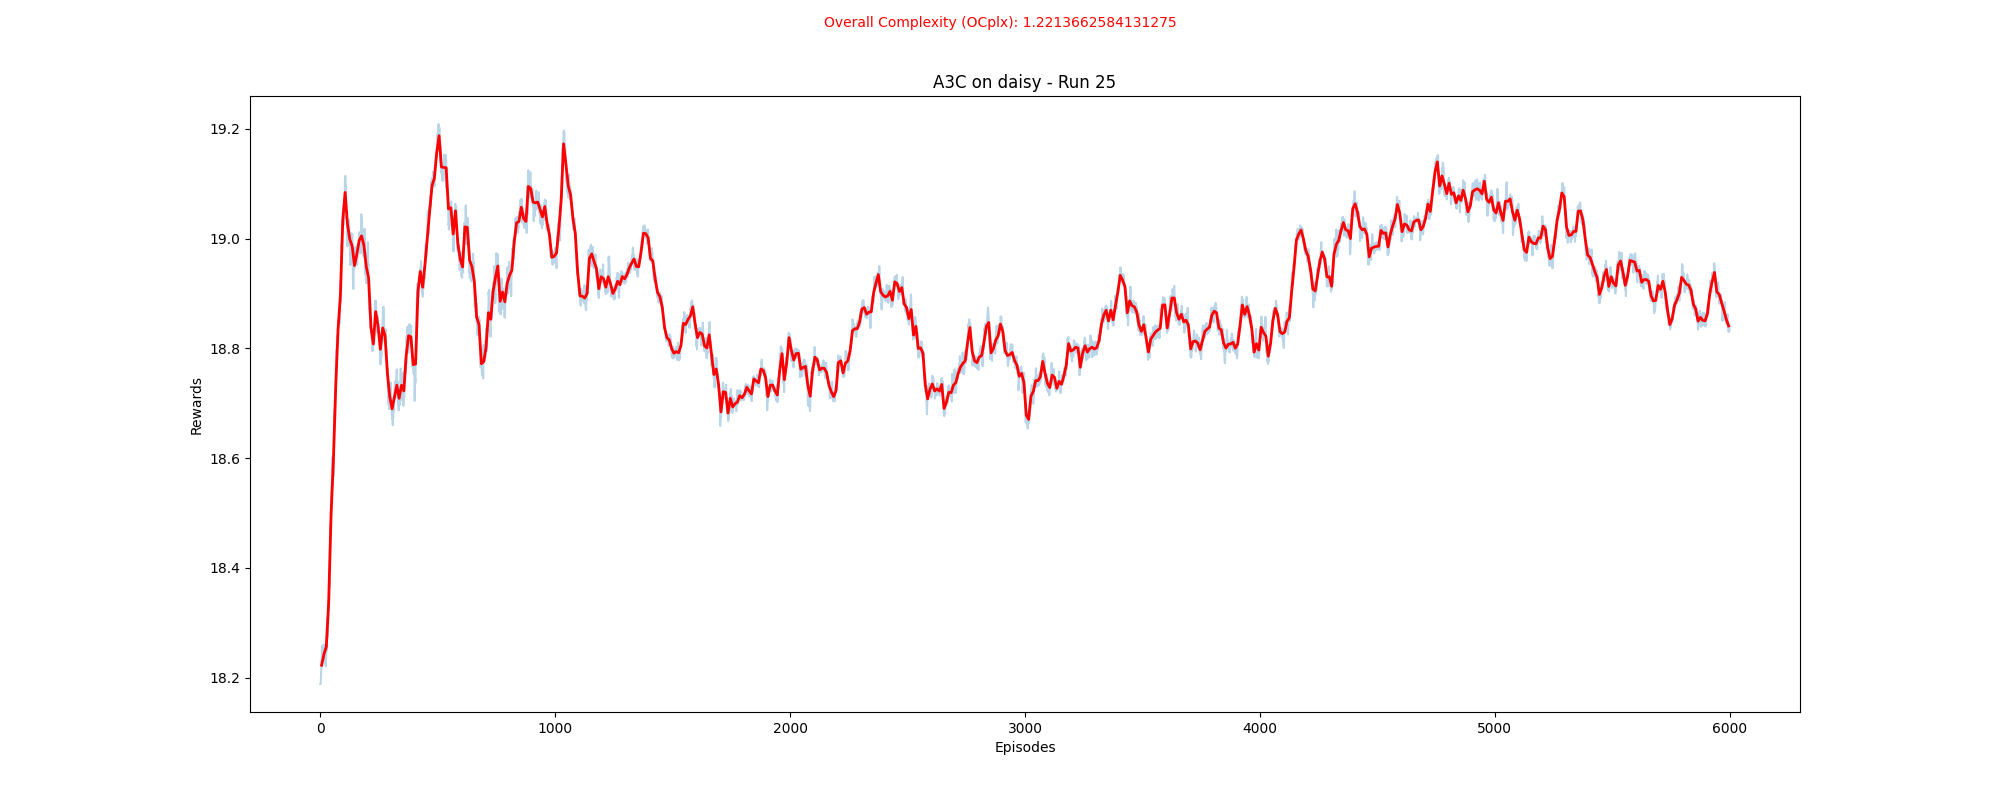 Overall Complexity (OCplx): 1.2213662584131275
A3C on daisy - Run 25
19.2
19.0
18.8
18.6
18.4
18.2
Rewards
0 1000 2000 3000 4000 5000 6000
Episodes